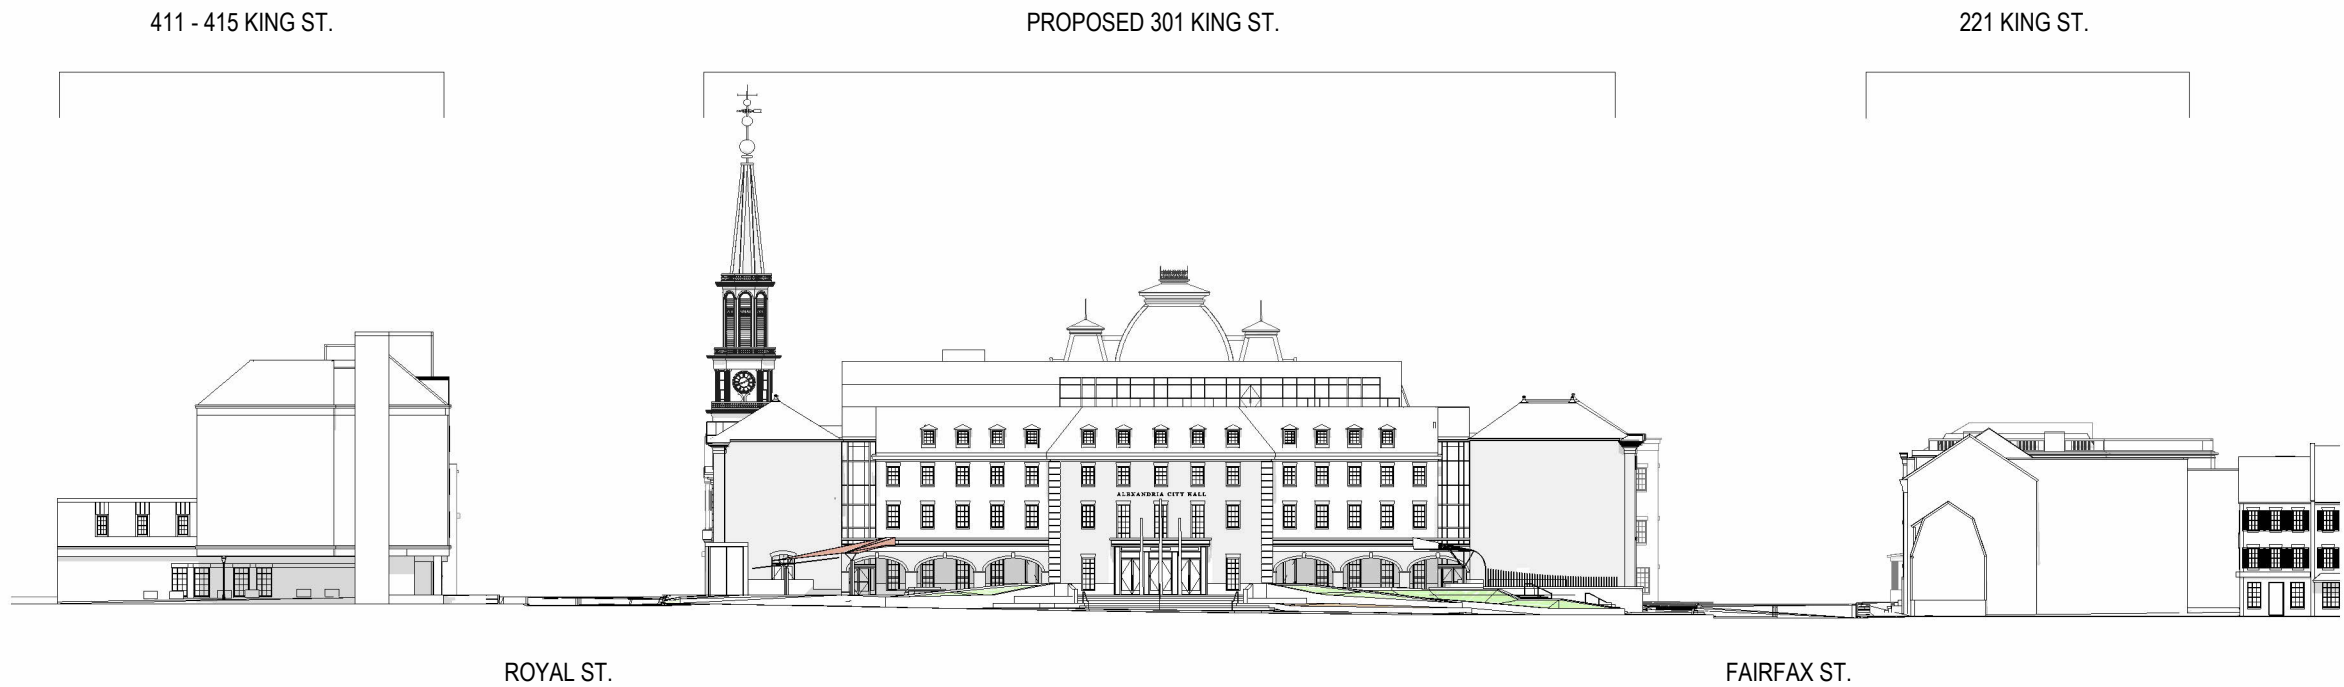 411 - 415 KING ST.
PROPOSED 301 KING ST.
221 KING ST.
ALEXANDRIA CITY HALL
ROYAL ST.
FAIRFAX ST.